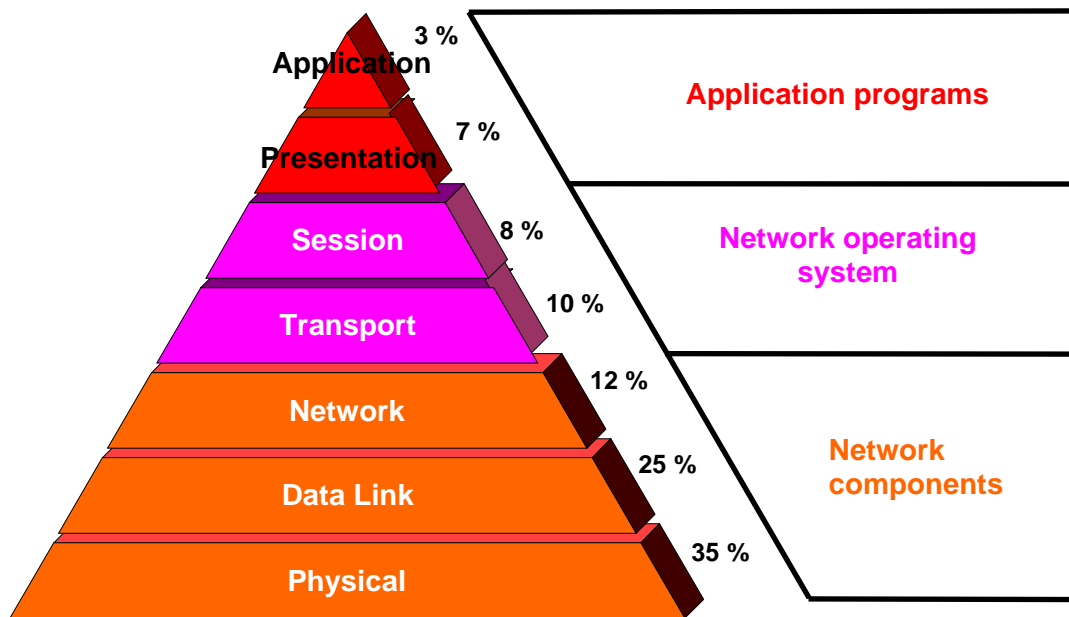 3 %
Application
Application programs
7 %
Presentation
Session
8 %
Network operating
system
Transport
10 %
Network
12 %
Data Link
25 %
Network
components
Physical
35 %